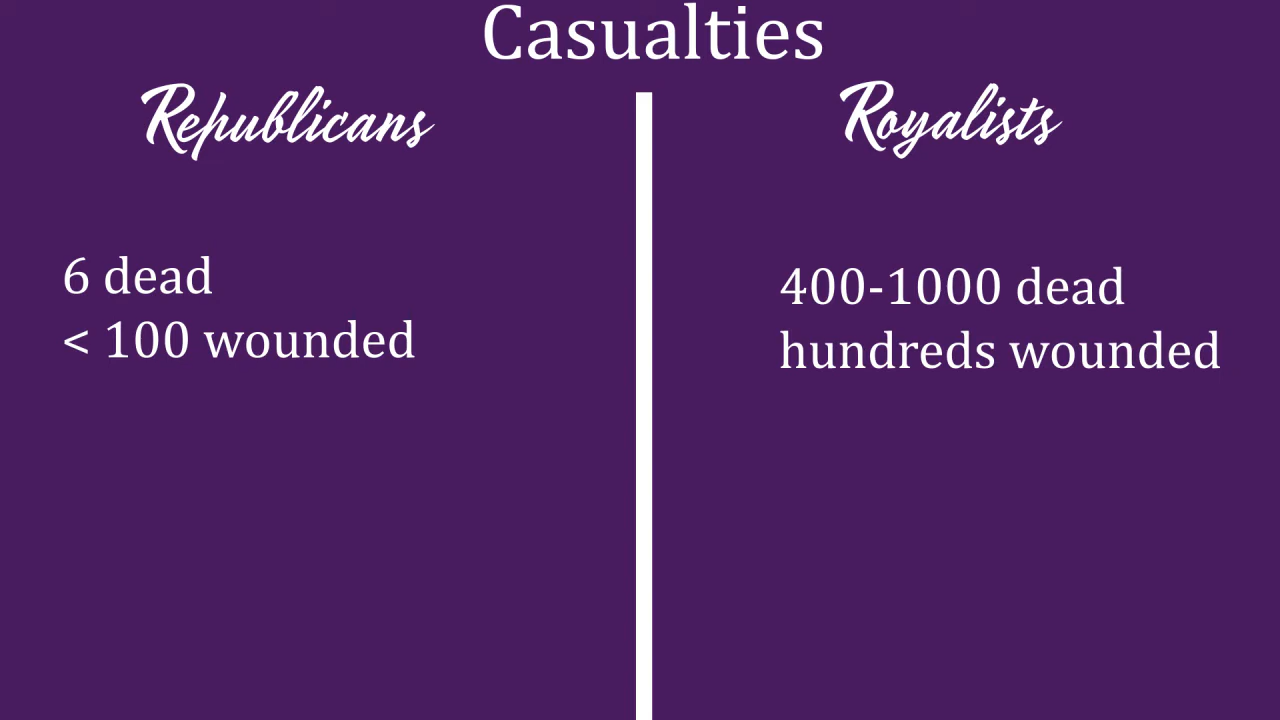 Casualties
Republicans
6 dead
< 100 wounded
Royalists
400-1000 dead
hundreds wounded